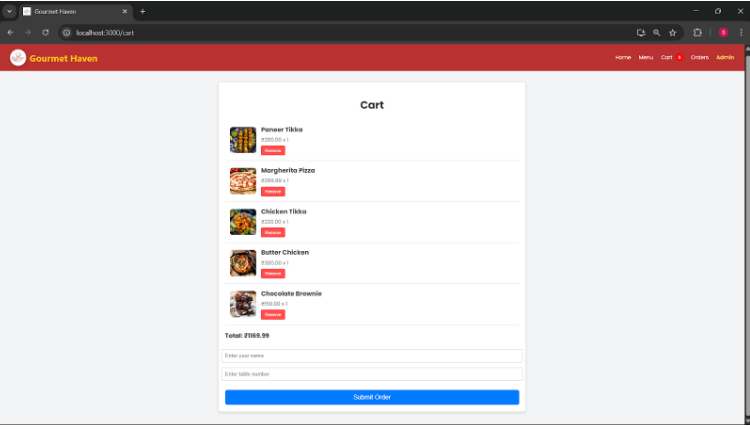 Gourmet Haven
localhost:3000/cart
S
Gourmet Haven
Home Menu Cart 5 Orders Admin
Cart
Paneer Tikka
₹200.00 x 1
Remove
Margherita Pizza
₹299.99 x 1
Remove
Chicken Tikka
₹220.00 x 1
Remove
Butter Chicken
₹300.00 x 1
Remove
Chocolate Brownie
₹150.00 x 1
Remove
Total: ₹1169.99
Enter your name
Enter table number
Submit Order